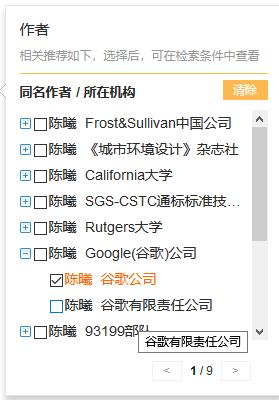 作者
相关推荐如下，选择后，可在检索条件中查看
同名作者 / 所在机构 清除
陈曦 Frost&Sullivan中国公司
陈曦 《城市环境设计》杂志社
陈曦 California大学
陈曦 SGS-CSTC通标标准技…
陈曦 Rutgers大学
陈曦 Google(谷歌)公司
陈曦 谷歌公司
陈曦 谷歌有限责任公司
陈曦 93199部队
谷歌有限责任公司
< 1 / 9 >